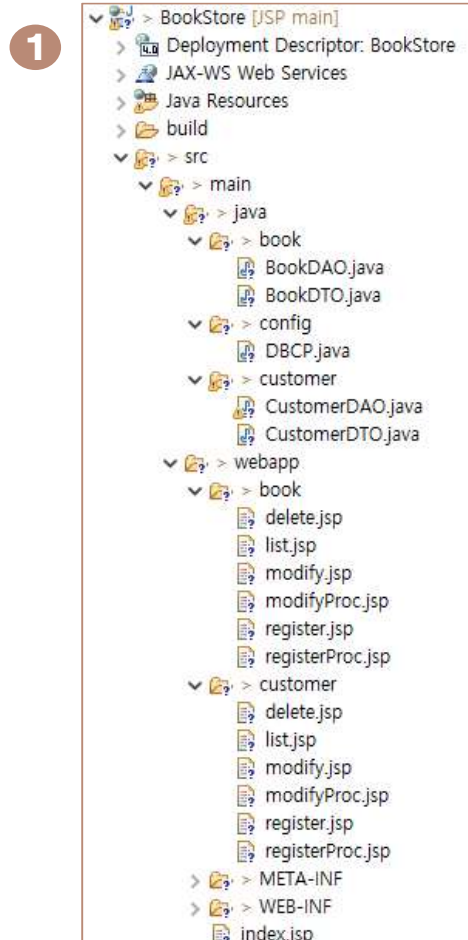 1
> BookStore [JSP main]
Deployment Descriptor: BookStore
JAX-WS Web Services
Java Resources
build
> src
> main
> java
> book
BookDAO.java
BookDTO.java
> config
DBCP.java
> customer
CustomerDAO.java
CustomerDTO.java
> webapp
> book
delete.jsp
list.jsp
modify.jsp
modifyProc.jsp
register.jsp
registerProc.jsp
> customer
delete.jsp
list.jsp
modify.jsp
modifyProc.jsp
register.jsp
registerProc.jsp
> META-INF
> WEB-INF
index.jsp